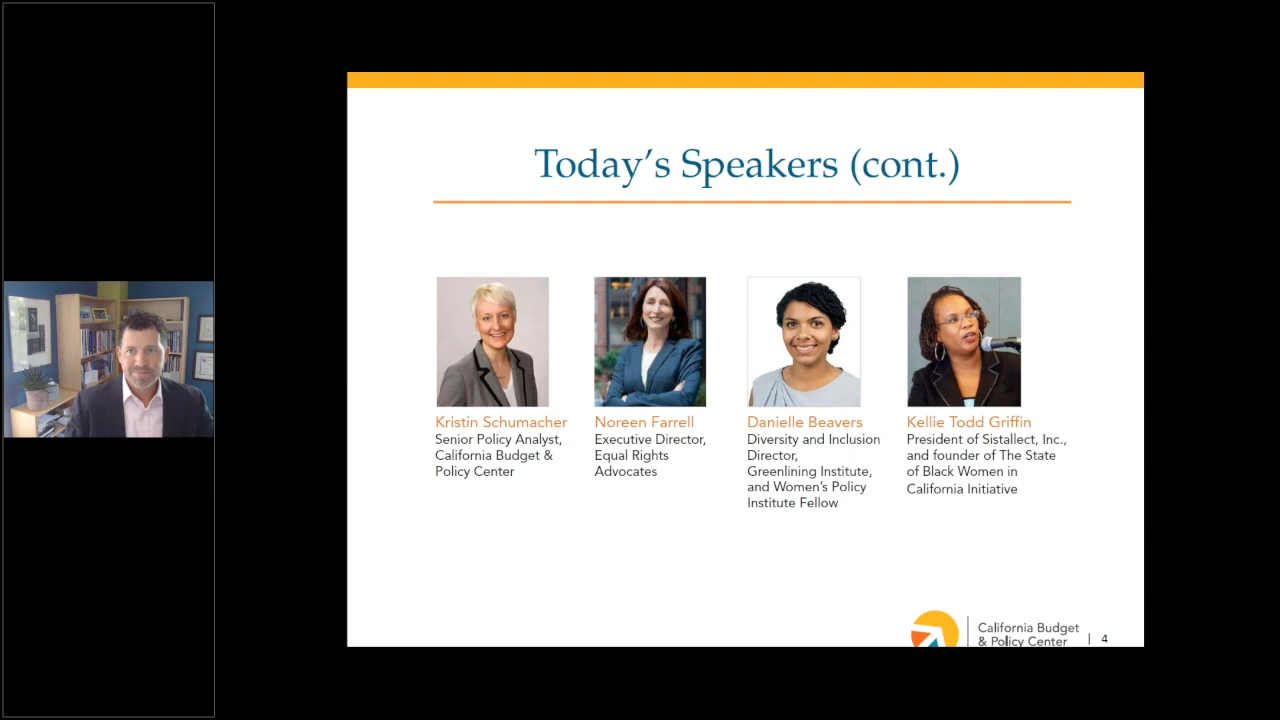 Today’s Speakers (cont.)
Kristin Schumacher
Senior Policy Analyst,
California Budget &
Policy Center
Noreen Farrell
Executive Director,
Equal Rights
Advocates
Danielle Beavers
Diversity and Inclusion
Director,
Greenlining Institute,
and Women’s Policy
Institute Fellow
Kellie Todd Griffin
President of Sistallect, Inc.,
and founder of The State
of Black Women in
California Initiative
California Budget
& Policy Center
| 4